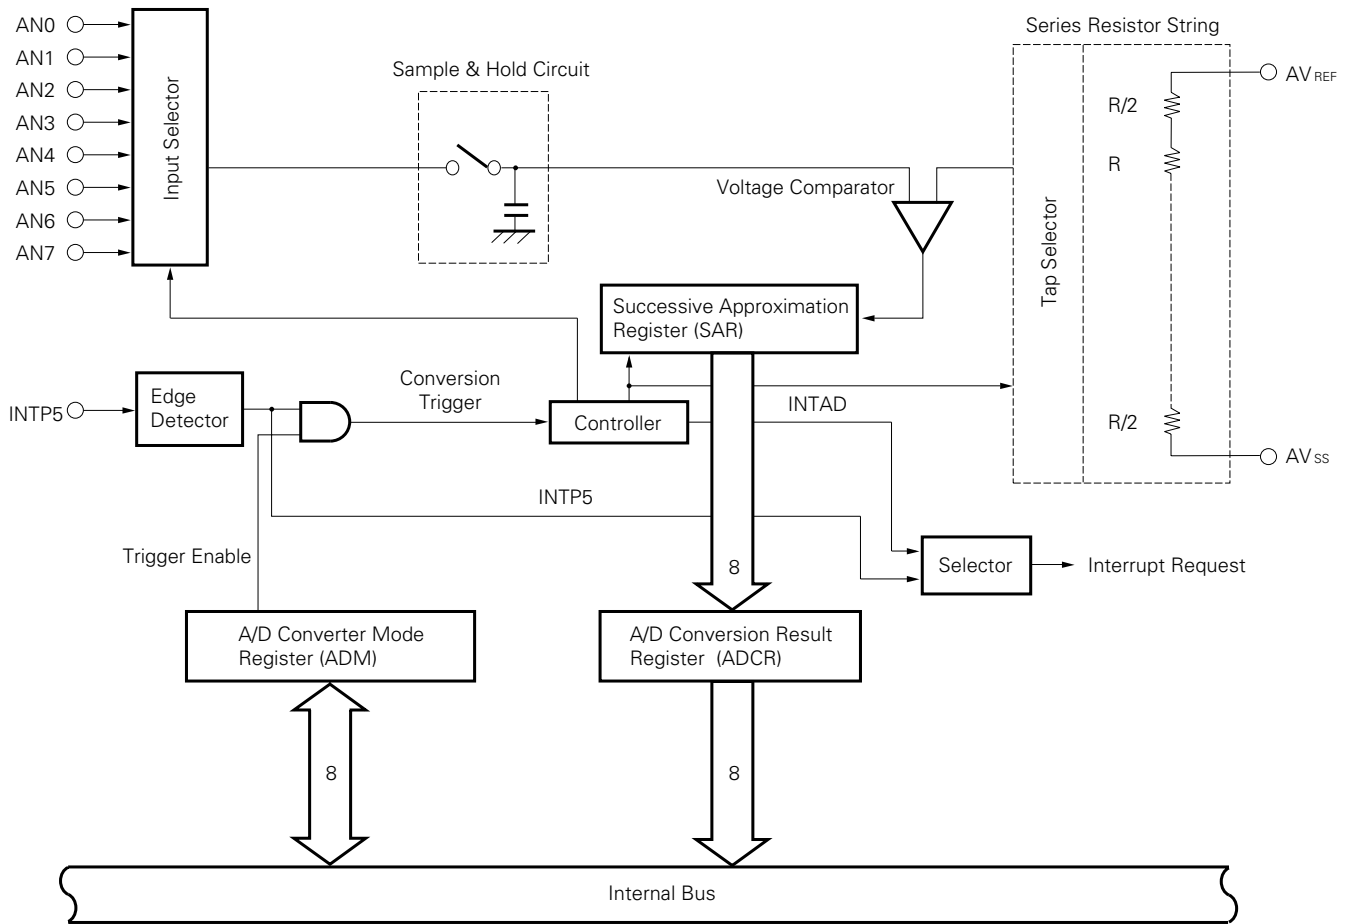 AN0
AN1
AN2
AN3
AN4
AN5
AN6
AN7
Input Selector
Sample & Hold Circuit
Series Resistor String
AVREF
R/2
R
Voltage Comparator
Tap Selector
Successive Approximation
Register (SAR)
INTP5
Edge
Detector
Conversion
Trigger
Controller
INTAD
R/2
AVSS
INTP5
Trigger Enable
8
Selector
Interrupt Request
A/D Converter Mode
Register (ADM)
A/D Conversion Result
Register (ADCR)
8
8
Internal Bus